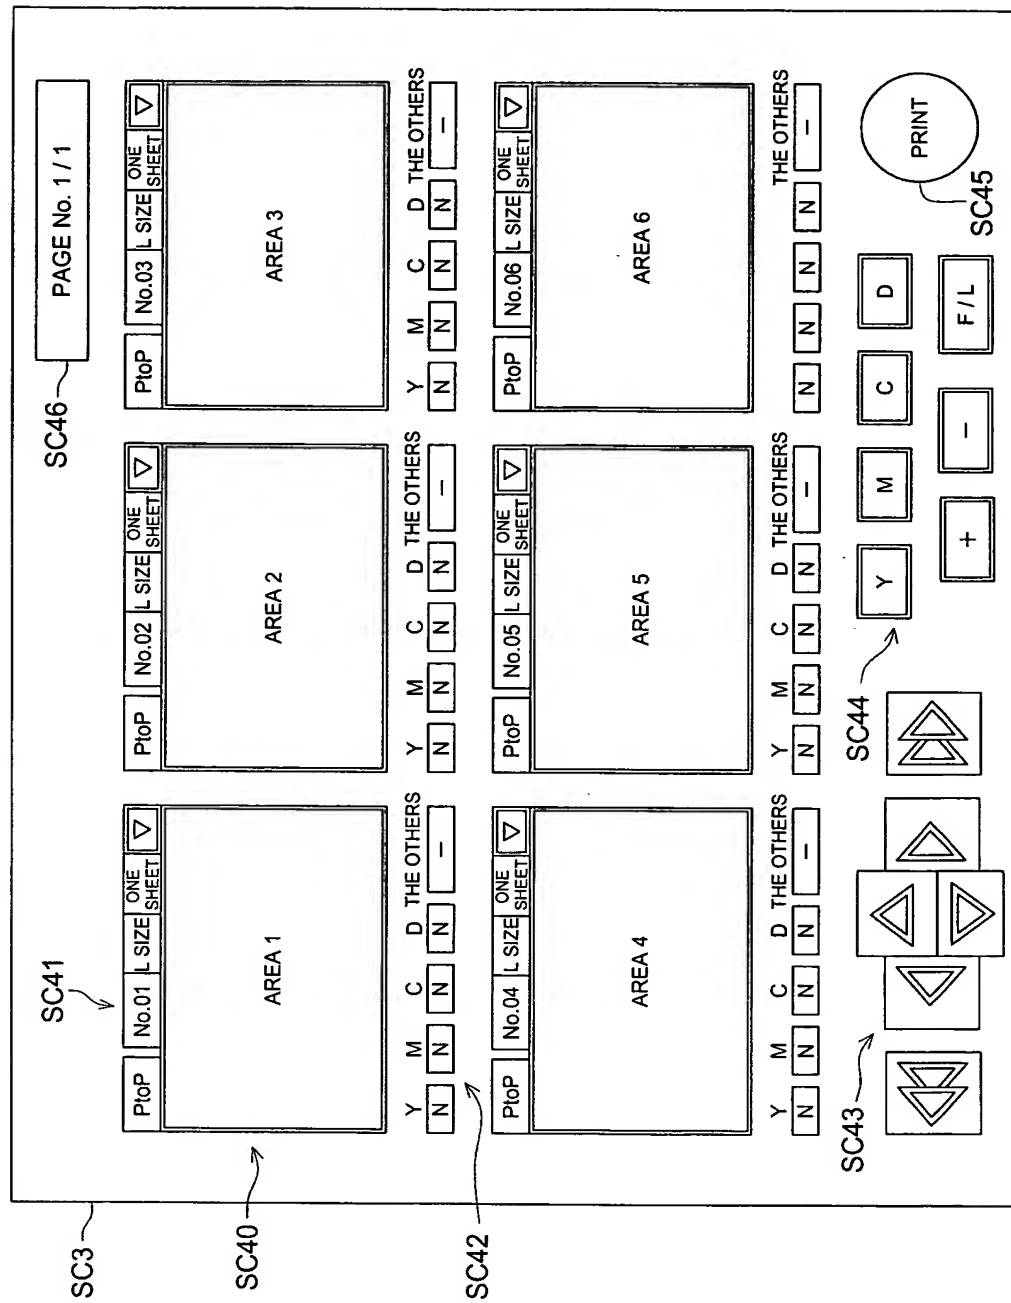 SC3
SC46
PAGE No. 1 / 1
SC41
PtoP No.01 L SIZE ONE SHEET ▽
PtoP No.02 L SIZE ONE SHEET ▽
PtoP No.03 L SIZE ONE SHEET ▽
SC40
AREA 1
AREA 2
AREA 3
Y M C D THE OTHERS
N N N N –
Y M C D THE OTHERS
N N N N –
Y M C D THE OTHERS
N N N N –
SC42
PtoP No.04 L SIZE ONE SHEET ▽
PtoP No.05 L SIZE ONE SHEET ▽
PtoP No.06 L SIZE ONE SHEET ▽
AREA 4
AREA 5
AREA 6
Y M C D THE OTHERS
N N N N –
Y M C D THE OTHERS
N N N N –
THE OTHERS
N N N N –
SC43
SC44
Y M C D
+ – F / L
PRINT
SC45